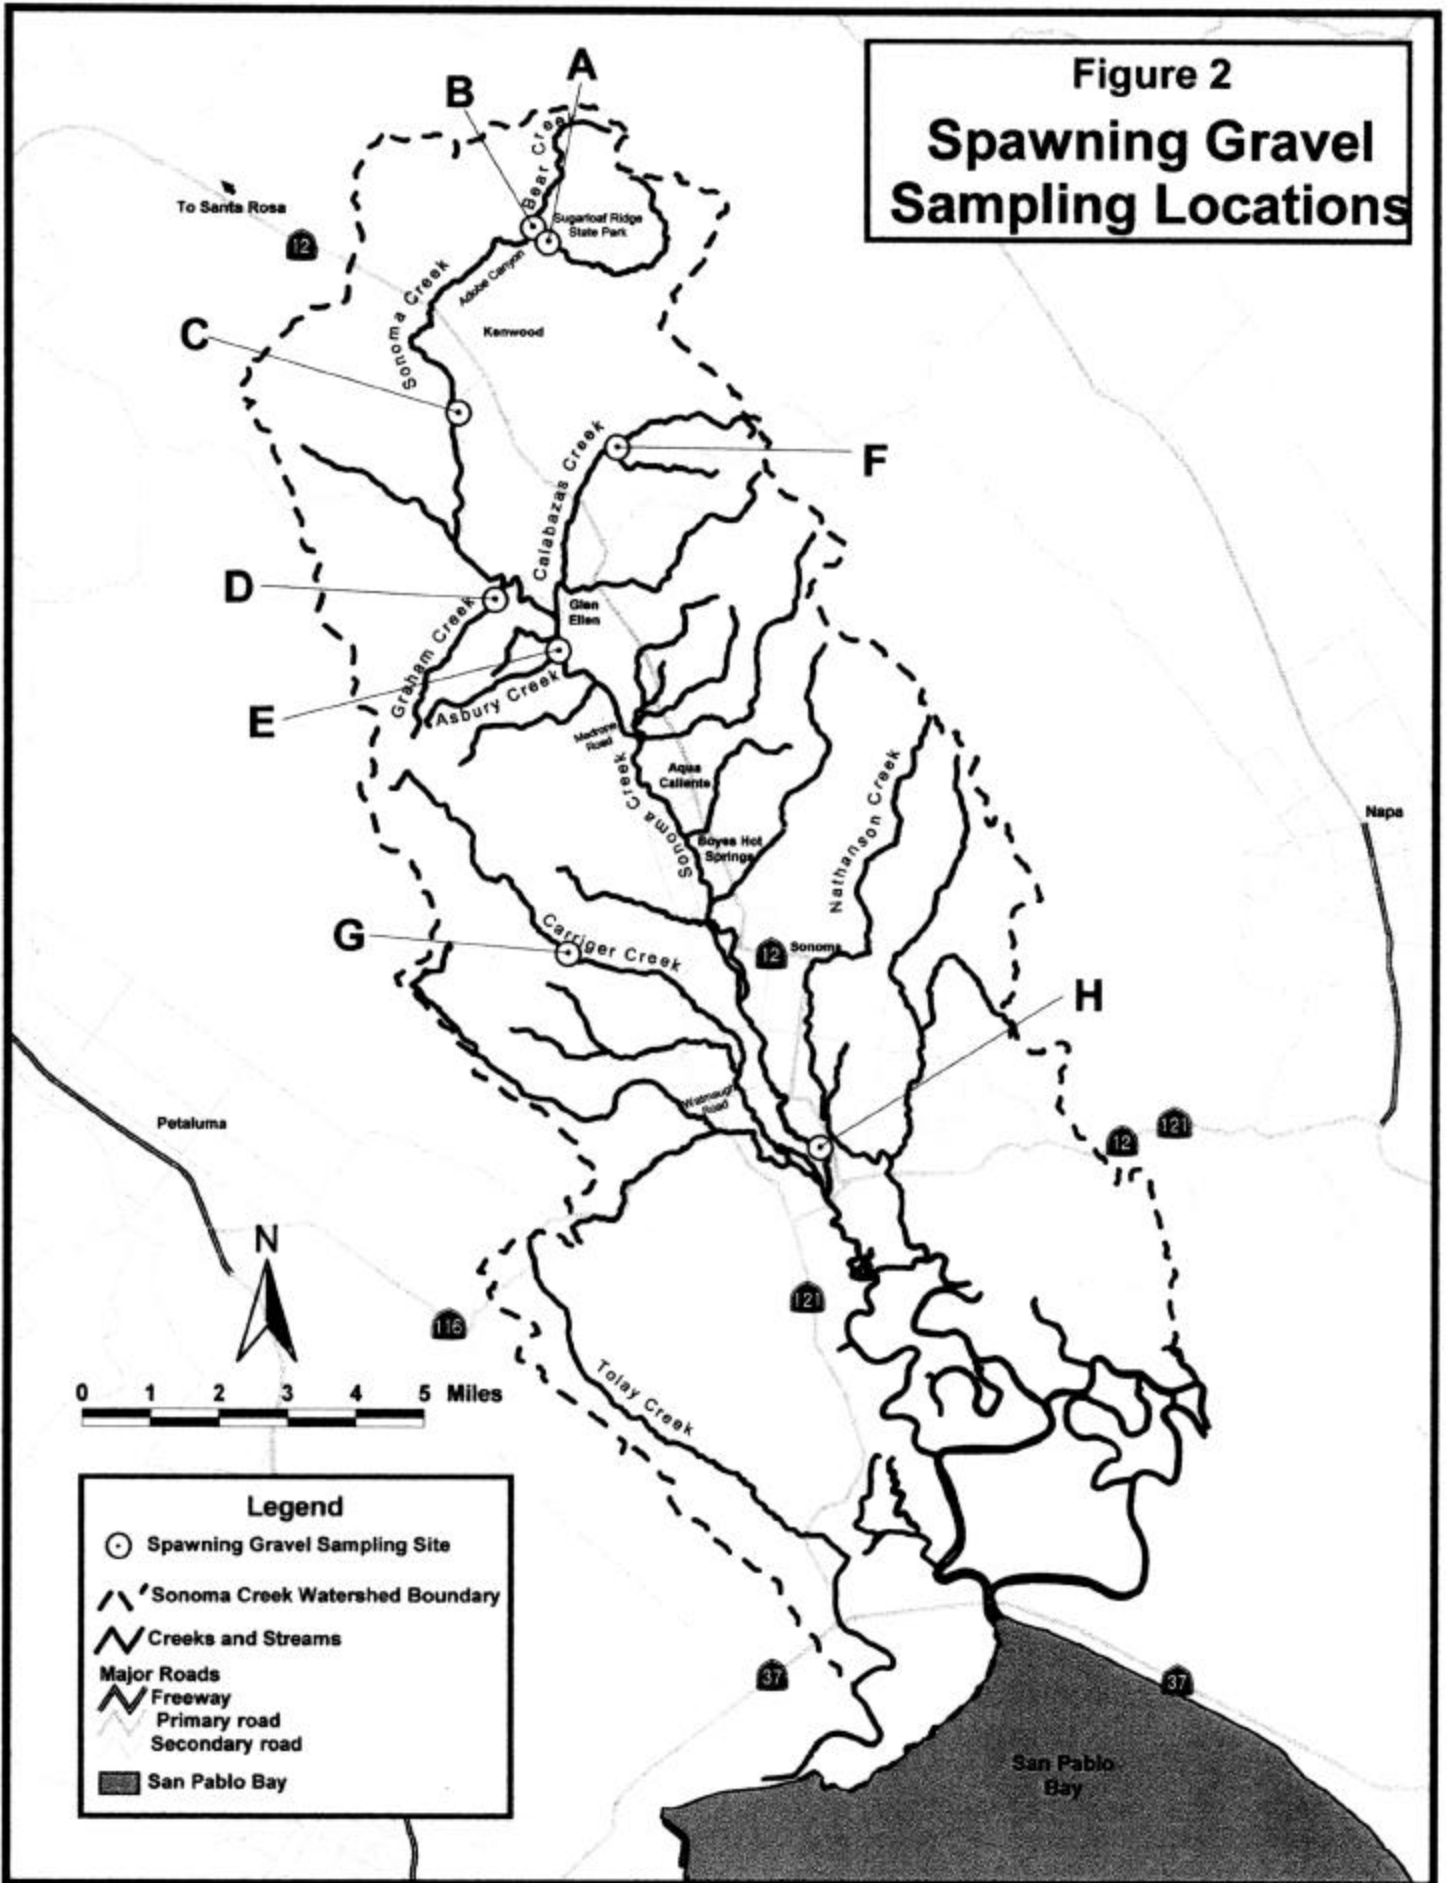 Figure 2
Spawning Gravel
Sampling Locations
A
B
Bear Creek
To Santa Rosa
12
Sugarloaf Ridge
State Park
Adobe Canyon
Sonoma Creek
Kenwood
C
Calabazas Creek
F
D
Glen
Ellen
Graham Creek
E
Asbury Creek
Madrone
Road
Aqua
Caliente
Sonoma Creek
Nathanson Creek
Napa
Boyes Hot
Springs
G
Carriger Creek
12
Sonoma
H
Watmaugh
Road
Petaluma
12
121
N
121
116
0 1 2 3 4 5 Miles
Tolay Creek
Legend
Spawning Gravel Sampling Site
Sonoma Creek Watershed Boundary
Creeks and Streams
Major Roads
Freeway
Primary road
Secondary road
San Pablo Bay
37
37
San Pablo
Bay